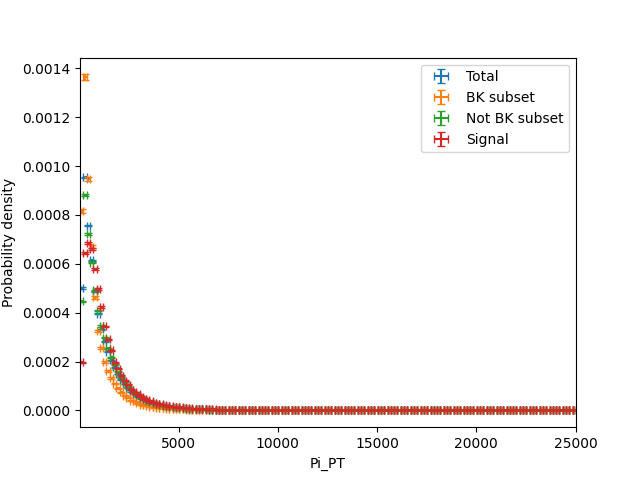 0.0014
0.0012
0.0010
0.0008
0.0006
0.0004
0.0002
0.0000
Probability density
5000 10000 15000 20000 25000
Pi_PT
Total
BK subset
Not BK subset
Signal